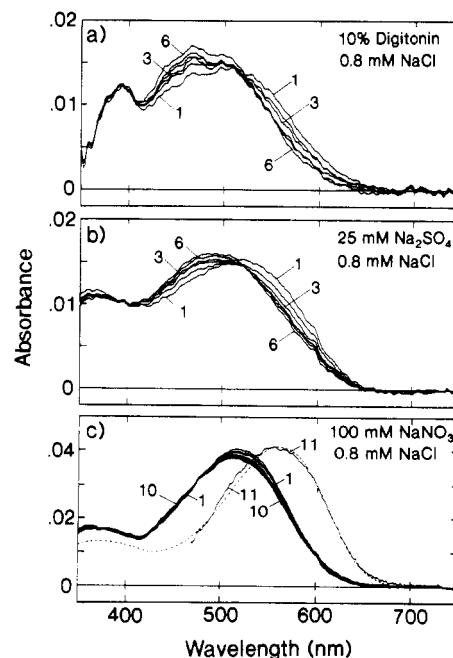 a)
10% Digitonin
0.8 mM NaCl
.02
.01
0
6
3
1
1
3
6
b)
25 mM Na₂SO₄
0.8 mM NaCl
.02
.01
0
6
3
1
1
3
6
c)
100 mM NaNO₃
0.8 mM NaCl
.04
.02
0
10
1
11
11
1
10
Absorbance
400 500 600 700
Wavelength (nm)